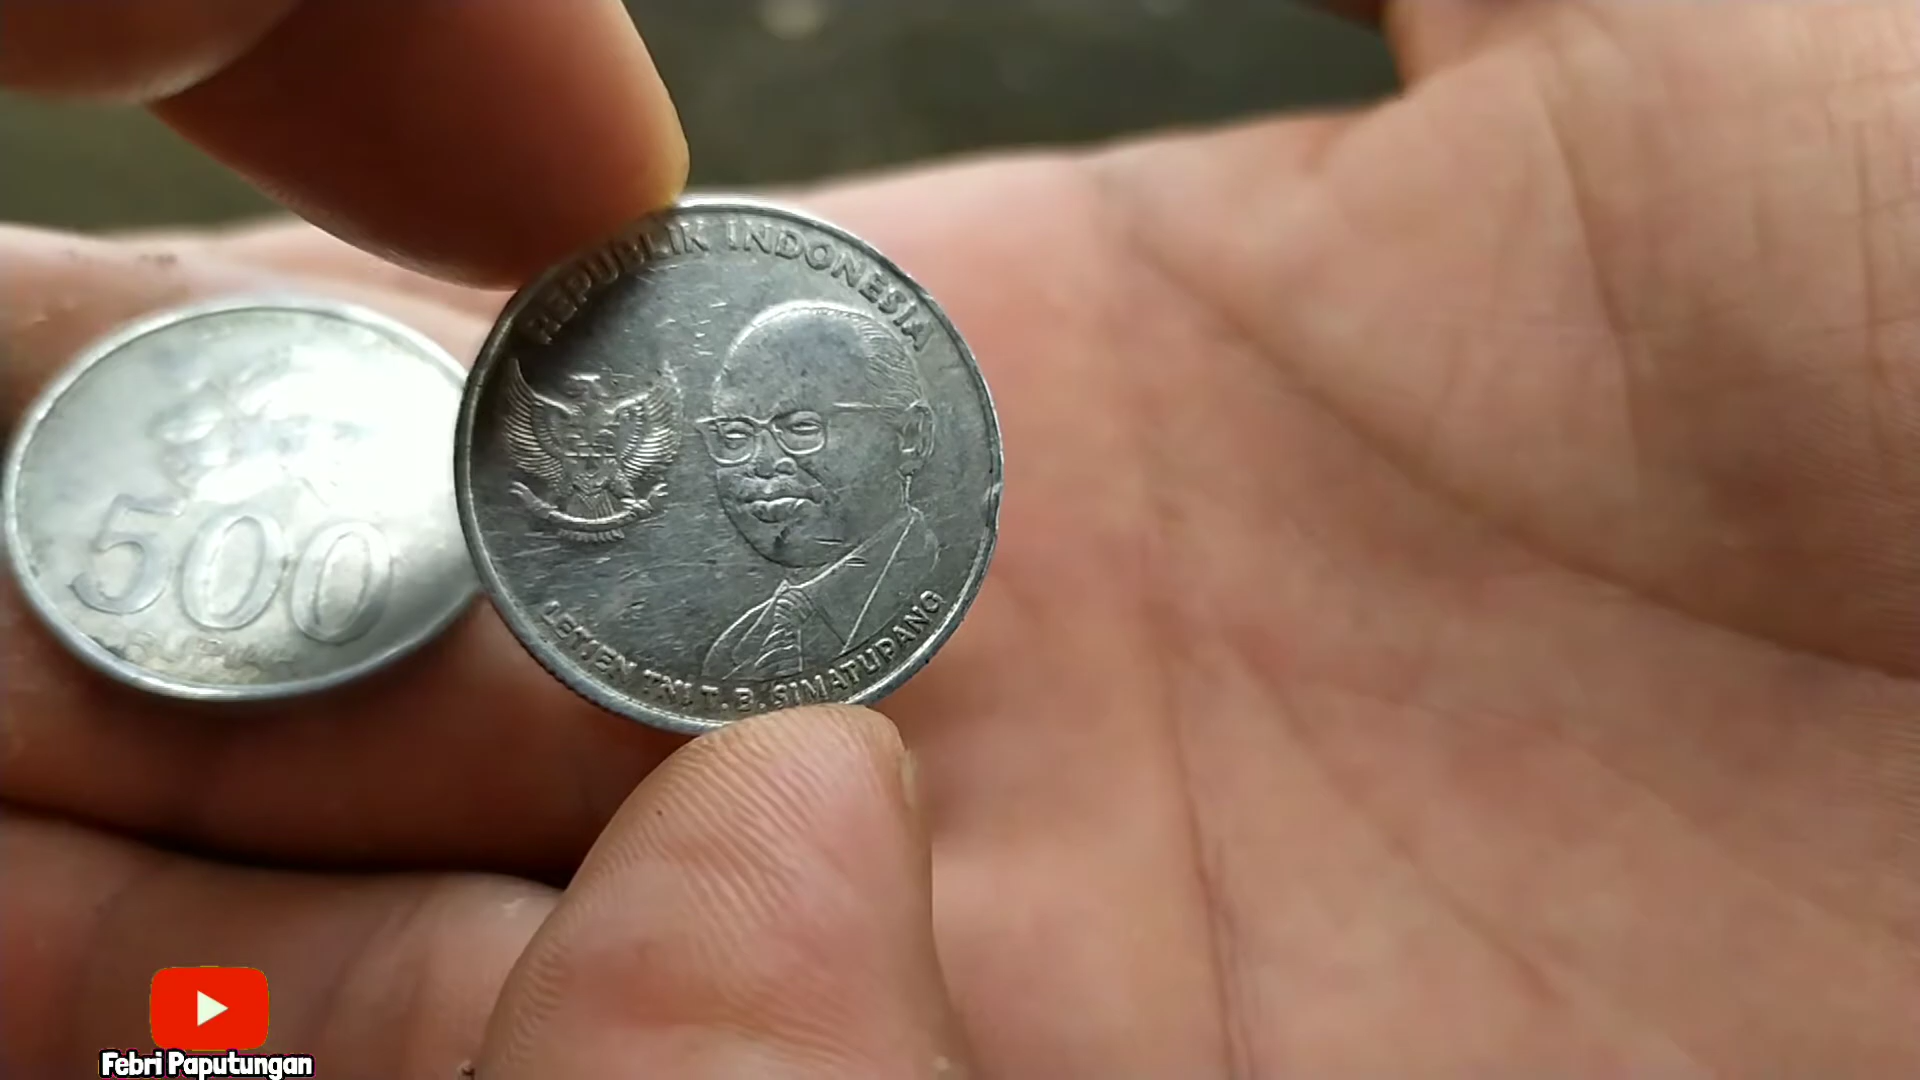 REPUBLIK INDONESIA
LETJEN TNI T. B. SIMATUPANG
500
Febri Paputungan